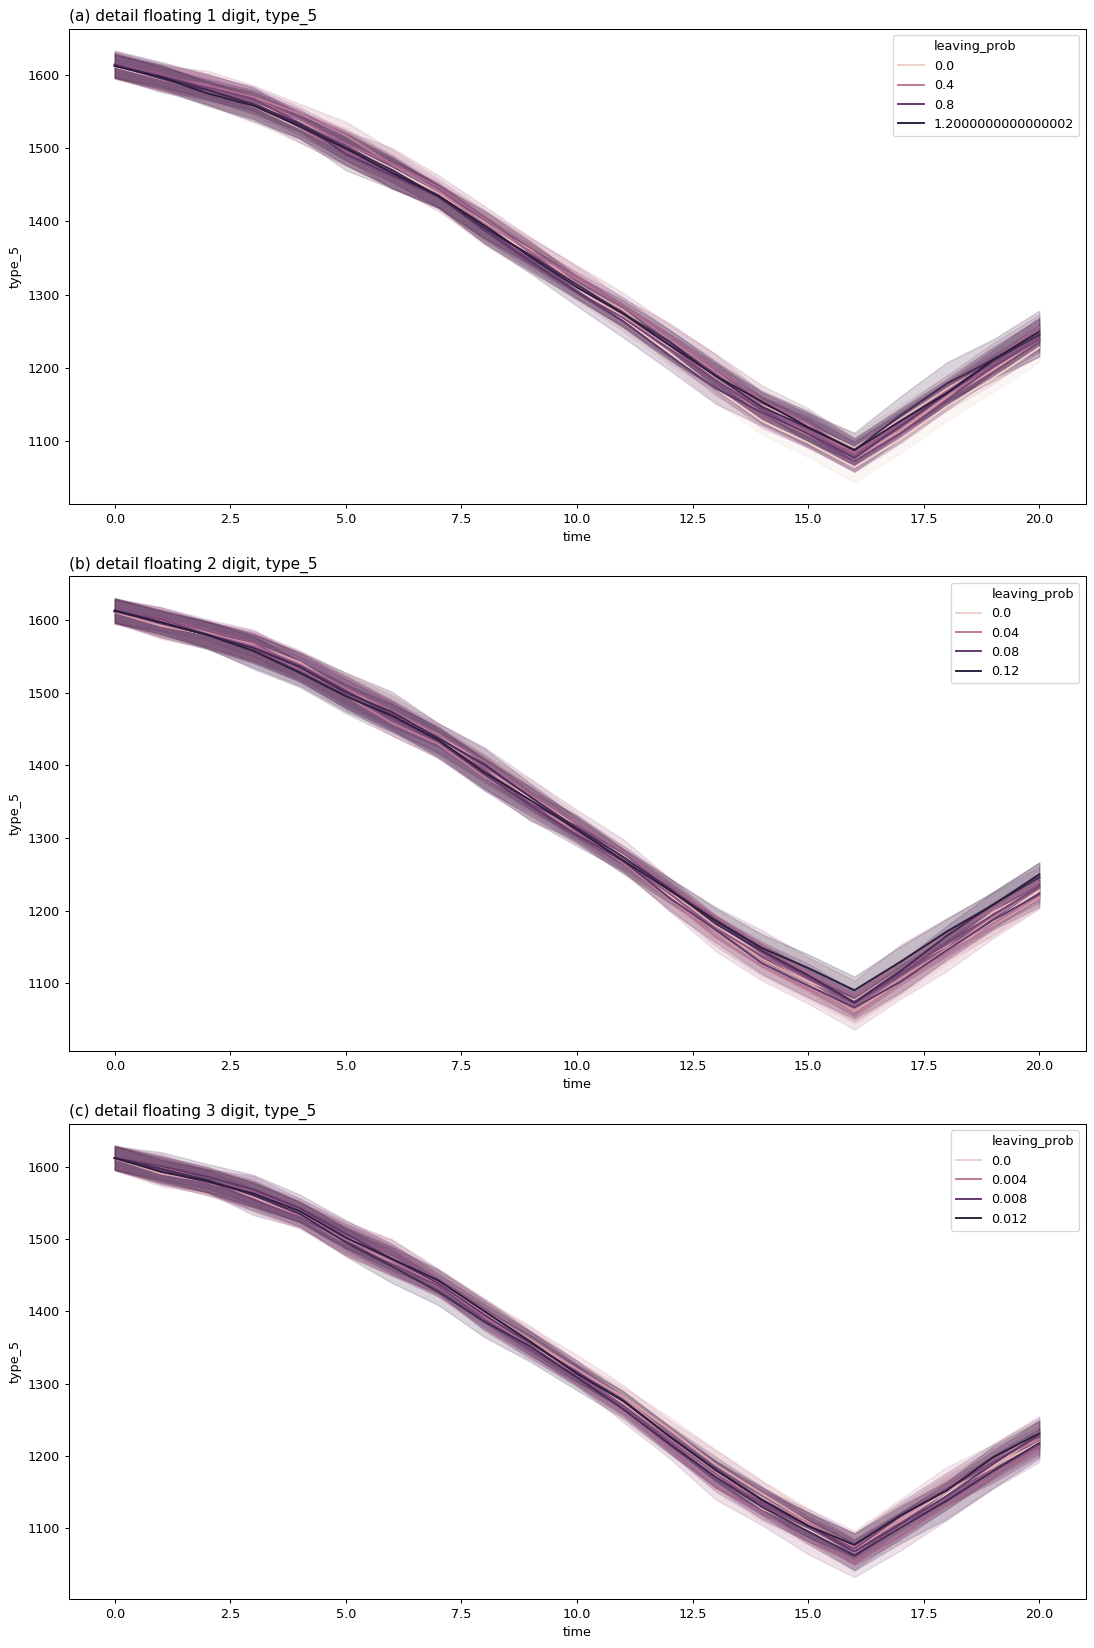 (a) detail floating 1 digit, type_5
leaving_prob
0.0
0.4
0.8
1.2000000000000002
1600
1500
1400
1300
1200
1100
type_5
0.0 2.5 5.0 7.5 10.0 12.5 15.0 17.5 20.0
time
(b) detail floating 2 digit, type_5
leaving_prob
0.0
0.04
0.08
0.12
1600
1500
1400
1300
1200
1100
type_5
0.0 2.5 5.0 7.5 10.0 12.5 15.0 17.5 20.0
time
(c) detail floating 3 digit, type_5
leaving_prob
0.0
0.004
0.008
0.012
1600
1500
1400
1300
1200
1100
type_5
0.0 2.5 5.0 7.5 10.0 12.5 15.0 17.5 20.0
time